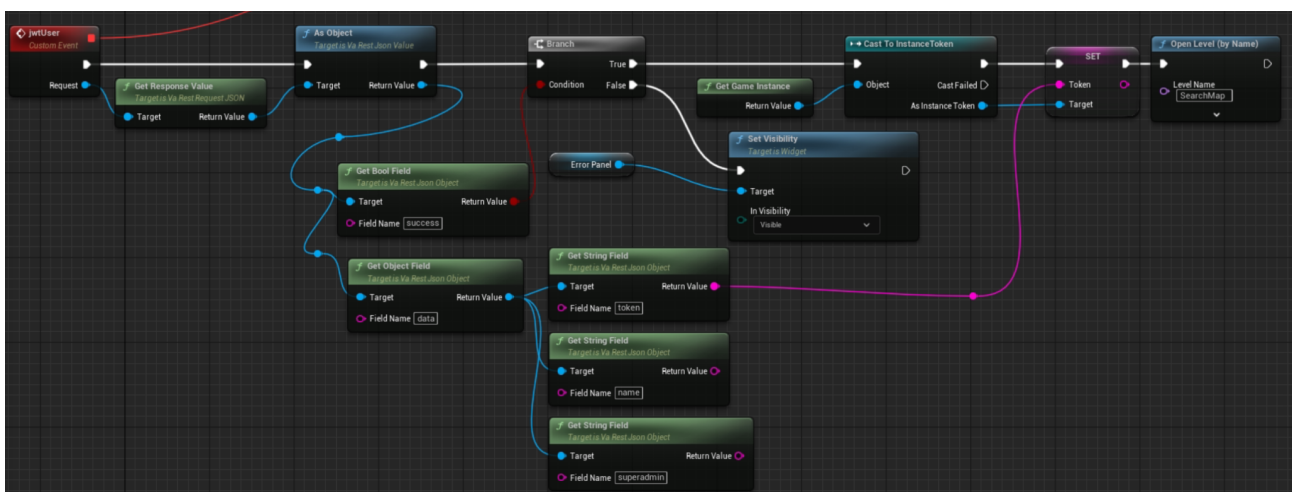 jwtUser
Custom Event
Request
f Get Response Value
Target is Va Rest Request JSON
Target Return Value
f As Object
Target is Va Rest Json Value
Target Return Value
Branch
True
Condition False
f Get Game Instance
Return Value
Cast To InstanceToken
Object Cast Failed
As Instance Token
SET
Token
Target
f Open Level (by Name)
Level Name
SearchMap
Error Panel
f Set Visibility
Target is Widget
Target
In Visibility
Visible
f Get Bool Field
Target is Va Rest Json Object
Target Return Value
Field Name success
f Get Object Field
Target is Va Rest Json Object
Target Return Value
Field Name data
f Get String Field
Target is Va Rest Json Object
Target Return Value
Field Name token
f Get String Field
Target is Va Rest Json Object
Target Return Value
Field Name name
f Get String Field
Target is Va Rest Json Object
Target Return Value
Field Name superadmin